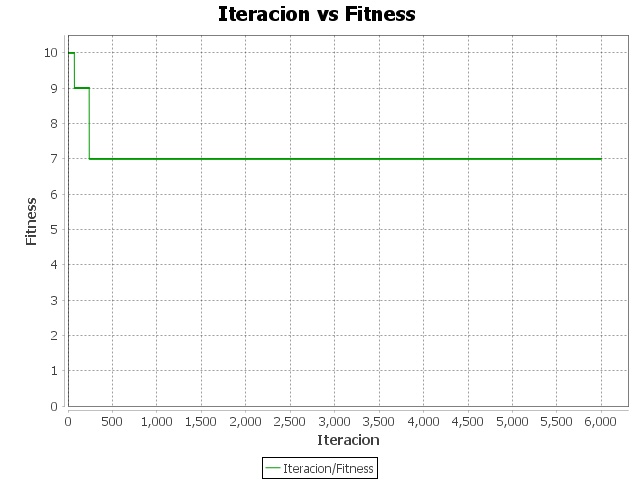 Iteracion vs Fitness
10
9
8
7
6
5
4
3
2
1
0
Fitness
0 500 1,000 1,500 2,000 2,500 3,000 3,500 4,000 4,500 5,000 5,500 6,000
Iteracion
Iteracion/Fitness